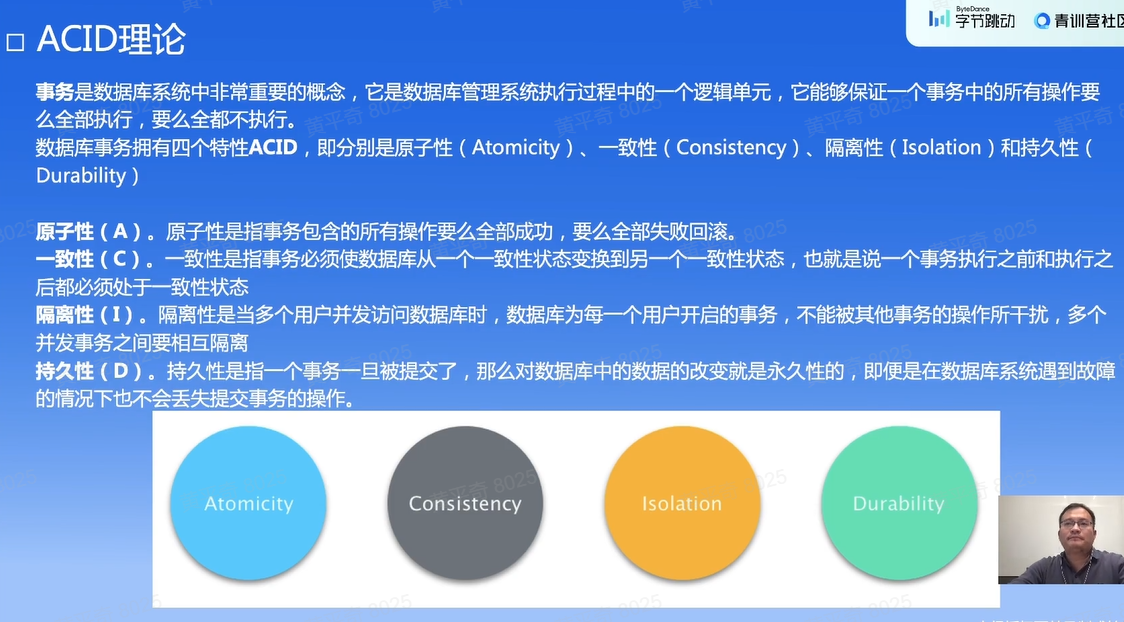 ByteDance
字节跳动
青训营社区
□ ACID理论
事务是数据库系统中非常重要的概念，它是数据库管理系统执行过程中的一个逻辑单元，它能够保证一个事务中的所有操作要
么全部执行，要么全都不执行。
数据库事务拥有四个特性ACID，即分别是原子性（Atomicity）、一致性（Consistency）、隔离性（Isolation）和持久性（
Durability）
原子性（A）。原子性是指事务包含的所有操作要么全部成功，要么全部失败回滚。
一致性（C）。一致性是指事务必须使数据库从一个一致性状态变换到另一个一致性状态，也就是说一个事务执行之前和执行之
后都必须处于一致性状态
隔离性（I）。隔离性是当多个用户并发访问数据库时，数据库为每一个用户开启的事务，不能被其他事务的操作所干扰，多个
并发事务之间要相互隔离
持久性（D）。持久性是指一个事务一旦被提交了，那么对数据库中的数据的改变就是永久性的，即便是在数据库系统遇到故障
的情况下也不会丢失提交事务的操作。
Atomicity
Consistency
Isolation
Durability
黄平奇 8025